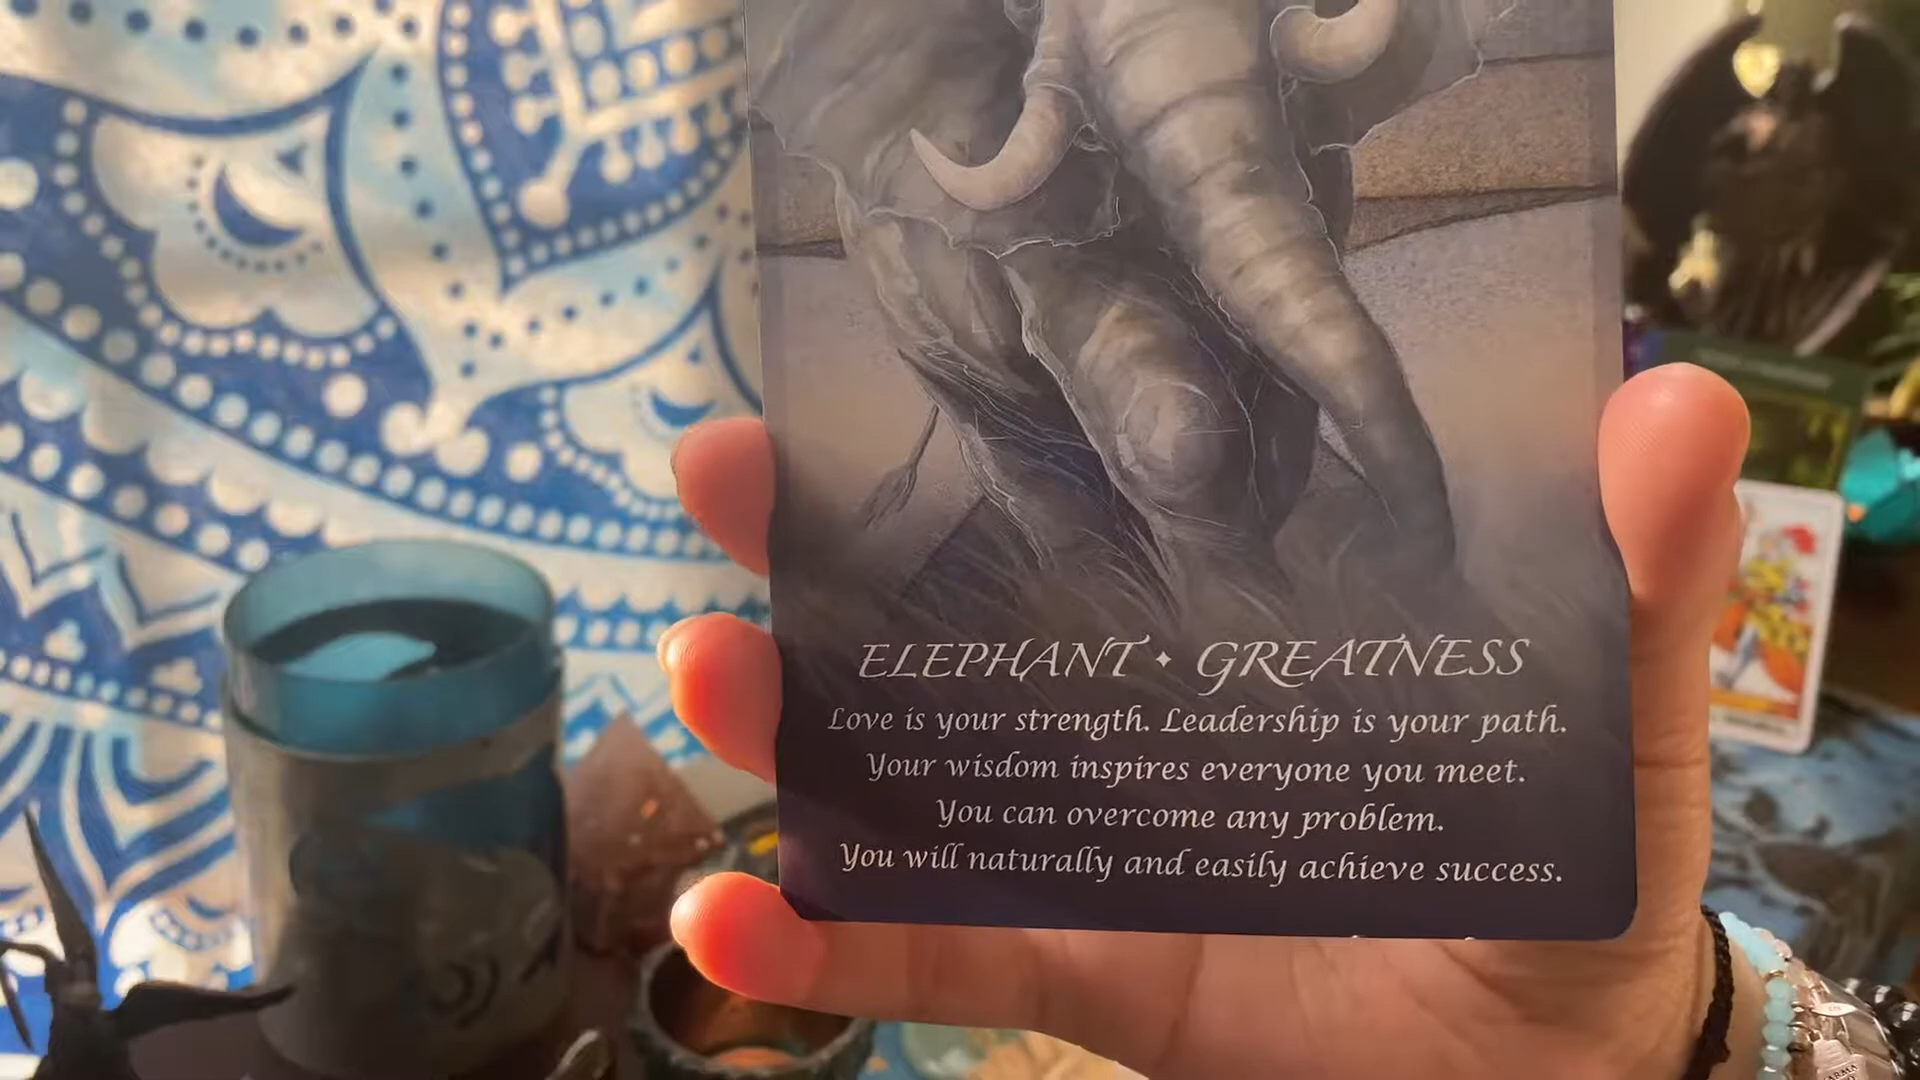 ELEPHANT ✦ GREATNESS
Love is your strength. Leadership is your path.
Your wisdom inspires everyone you meet.
You can overcome any problem.
You will naturally and easily achieve success.